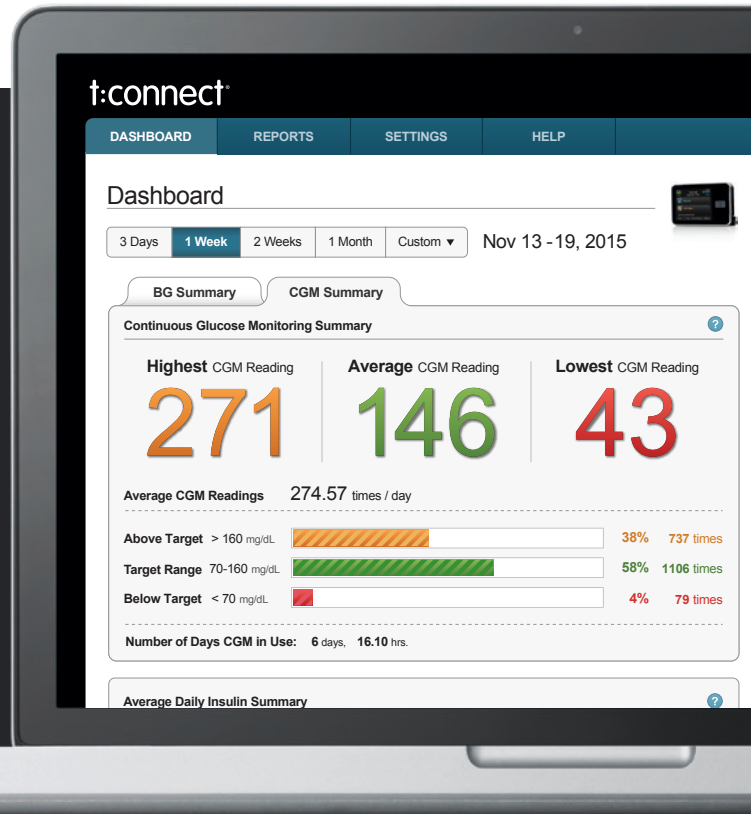 t:connect®
DASHBOARD REPORTS SETTINGS HELP
Dashboard
3 Days 1 Week 2 Weeks 1 Month Custom ▼ Nov 13 -19, 2015
BG Summary CGM Summary
Continuous Glucose Monitoring Summary ?
Highest CGM Reading Average CGM Reading Lowest CGM Reading
271 146 43
Average CGM Readings 274.57 times / day
Above Target > 160 mg/dL 38% 737 times
Target Range 70-160 mg/dL 58% 1106 times
Below Target < 70 mg/dL 4% 79 times
Number of Days CGM in Use: 6 days, 16.10 hrs.
Average Daily Insulin Summary ?